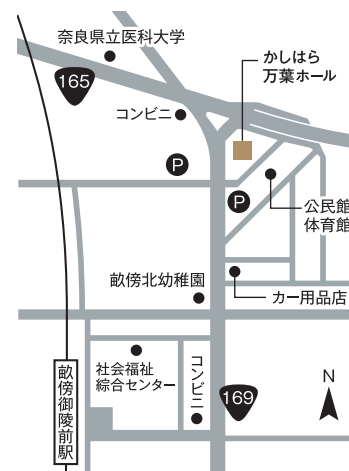 奈良県立医科大学
かしはら
万葉ホール
165
コンビニ
P
P
公民館
体育館
畝傍北幼稚園
カー用品店
社会福祉
綜合センター
コンビニ
169
N
畝傍御陵前駅